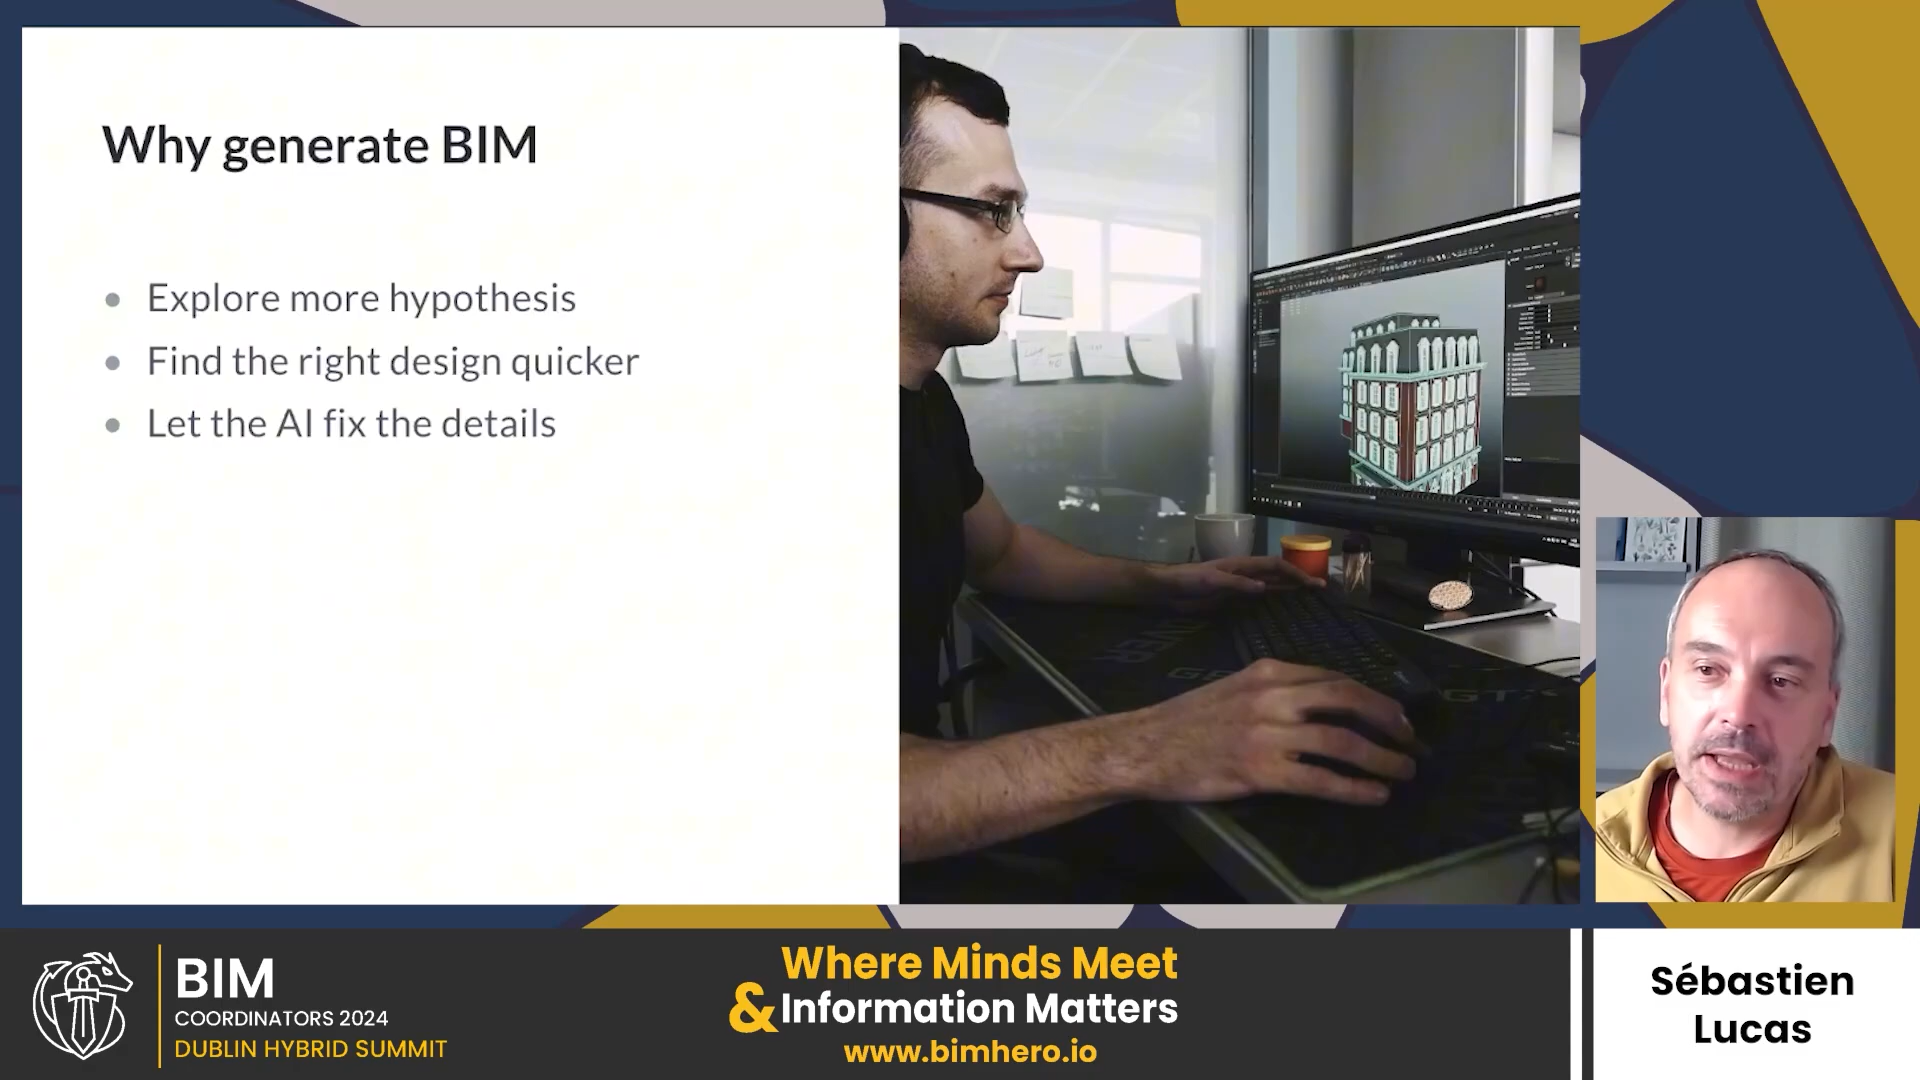 Why generate BIM
Explore more hypothesis
Find the right design quicker
Let the AI fix the details
BIM
COORDINATORS 2024
DUBLIN HYBRID SUMMIT
Where Minds Meet
& Information Matters
www.bimhero.io
Sébastien
Lucas